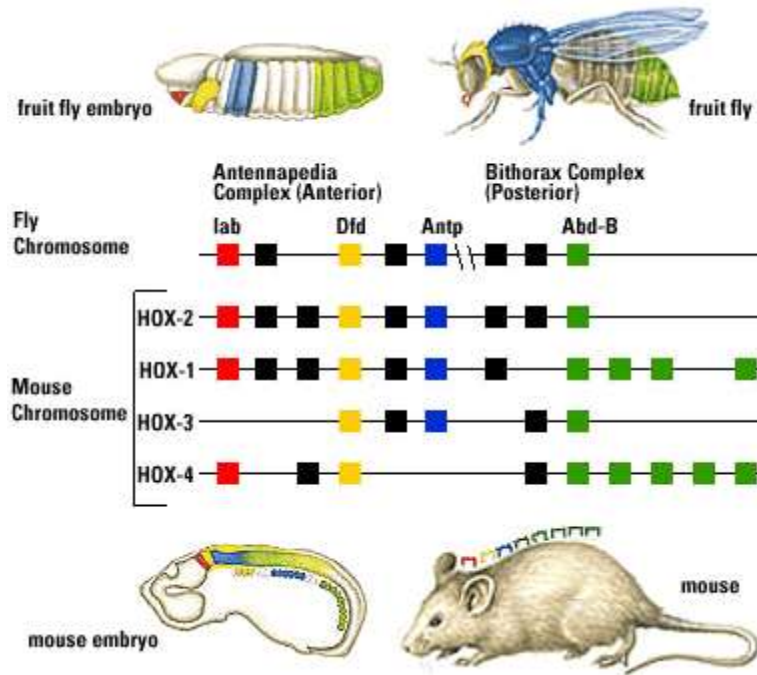 fruit fly embryo
fruit fly
Antennapedia
Complex (Anterior)
Bithorax Complex
(Posterior)
Fly
Chromosome
lab
Dfd
Antp
Abd-B
HOX-2
HOX-1
Mouse
Chromosome
HOX-3
HOX-4
mouse embryo
mouse